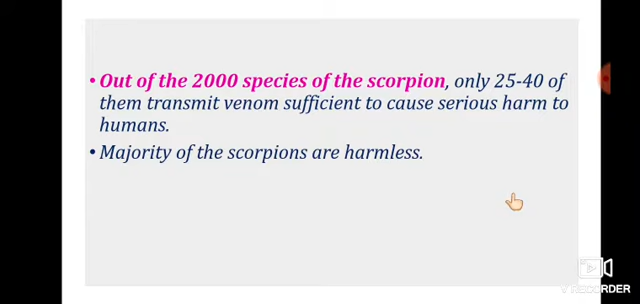 • Out of the 2000 species of the scorpion, only 25-40 of
them transmit venom sufficient to cause serious harm to
humans.
• Majority of the scorpions are harmless.
V RECORDER